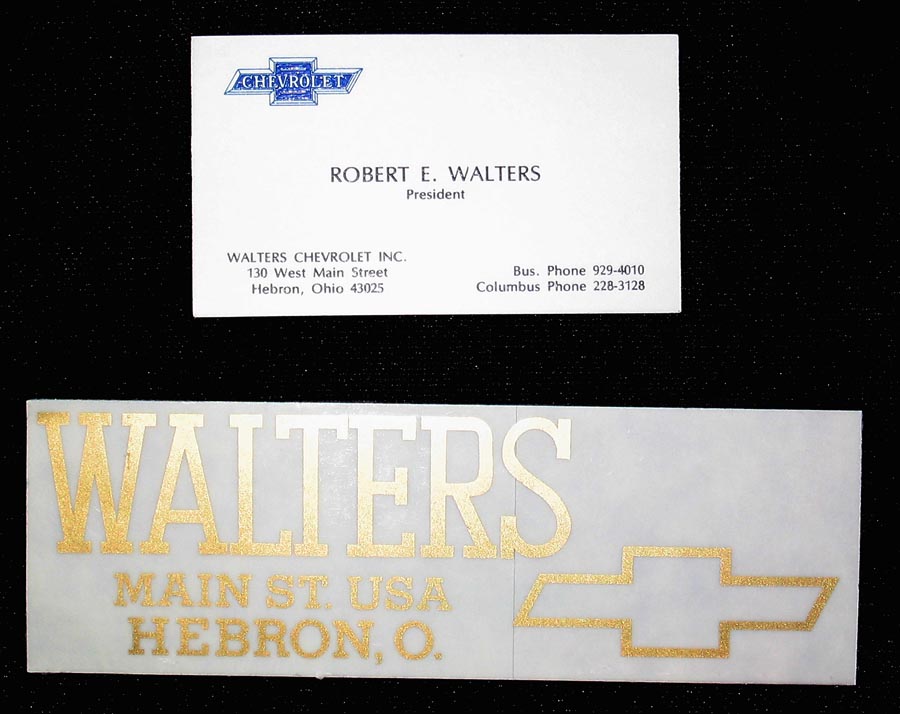 CHEVROLET
ROBERT E. WALTERS
President
WALTERS CHEVROLET INC.
130 West Main Street
Hebron, Ohio 43025
Bus. Phone 929-4010
Columbus Phone 228-3128
WALTERS
MAIN ST. USA
HEBRON, O.